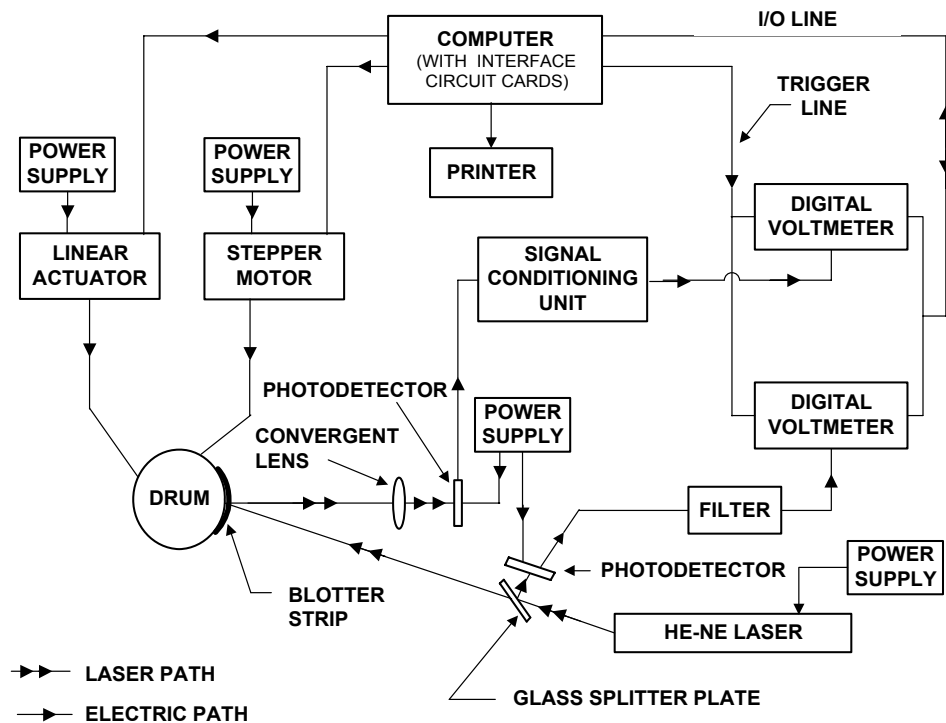 I/O LINE
COMPUTER
(WITH INTERFACE
CIRCUIT CARDS)
TRIGGER
LINE
POWER
SUPPLY
POWER
SUPPLY
PRINTER
DIGITAL
VOLTMETER
LINEAR
ACTUATOR
STEPPER
MOTOR
SIGNAL
CONDITIONING
UNIT
PHOTODETECTOR
POWER
SUPPLY
DIGITAL
VOLTMETER
CONVERGENT
LENS
DRUM
FILTER
POWER
SUPPLY
PHOTODETECTOR
BLOTTER
STRIP
HE-NE LASER
LASER PATH
GLASS SPLITTER PLATE
ELECTRIC PATH